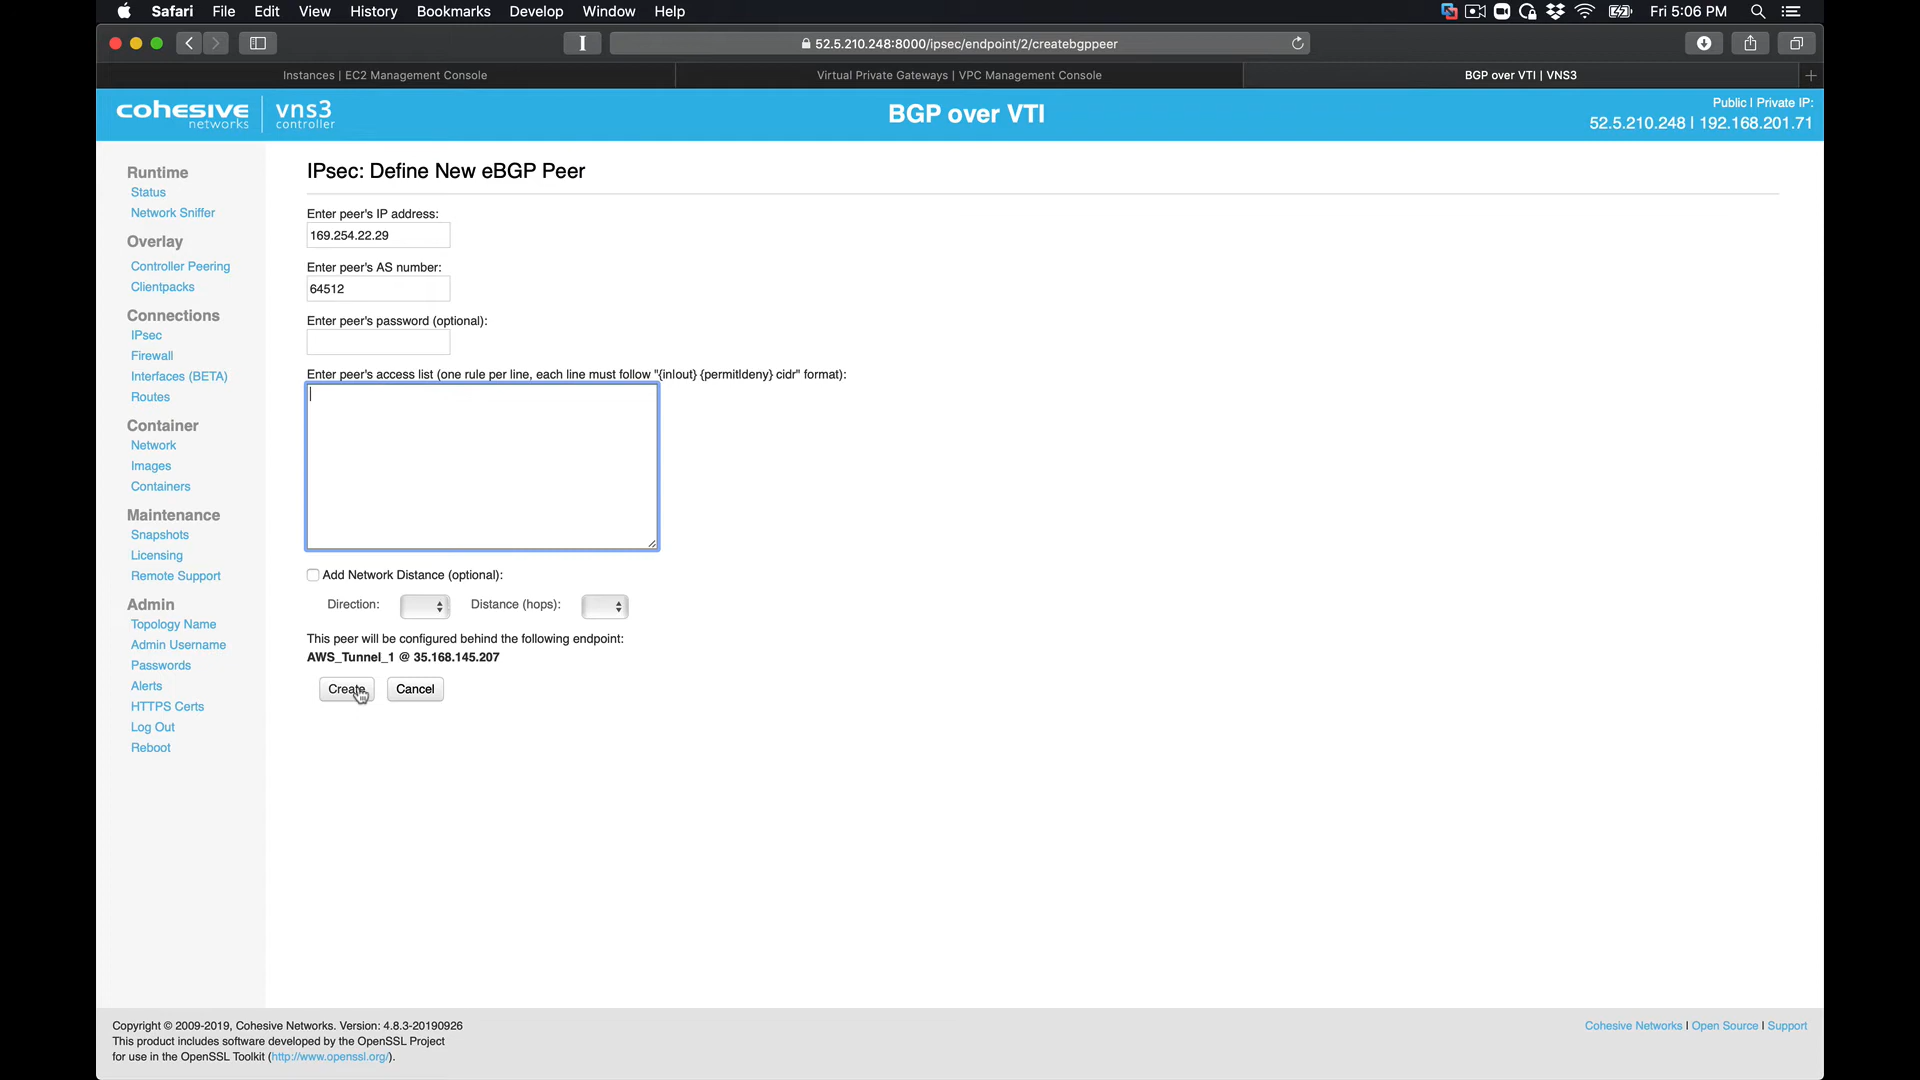 Safari File Edit View History Bookmarks Develop Window Help
Fri 5:06 PM
52.5.210.248:8000/ipsec/endpoint/2/createbgppeer
Instances | EC2 Management Console
Virtual Private Gateways | VPC Management Console
BGP over VTI | VNS3
cohesive networks
vns3 controller
BGP over VTI
Public | Private IP:
52.5.210.248 | 192.168.201.71
Runtime
Status
Network Sniffer
Overlay
Controller Peering
Clientpacks
Connections
IPsec
Firewall
Interfaces (BETA)
Routes
Container
Network
Images
Containers
Maintenance
Snapshots
Licensing
Remote Support
Admin
Topology Name
Admin Username
Passwords
Alerts
HTTPS Certs
Log Out
Reboot
IPsec: Define New eBGP Peer
Enter peer's IP address:
169.254.22.29
Enter peer's AS number:
64512
Enter peer's password (optional):
Enter peer's access list (one rule per line, each line must follow "{in|out} {permit|deny} cidr" format):
Add Network Distance (optional):
Direction:
Distance (hops):
This peer will be configured behind the following endpoint:
AWS_Tunnel_1 @ 35.168.145.207
Create
Cancel
Copyright © 2009-2019, Cohesive Networks. Version: 4.8.3-20190926
This product includes software developed by the OpenSSL Project
for use in the OpenSSL Toolkit (http://www.openssl.org/).
Cohesive Networks | Open Source | Support